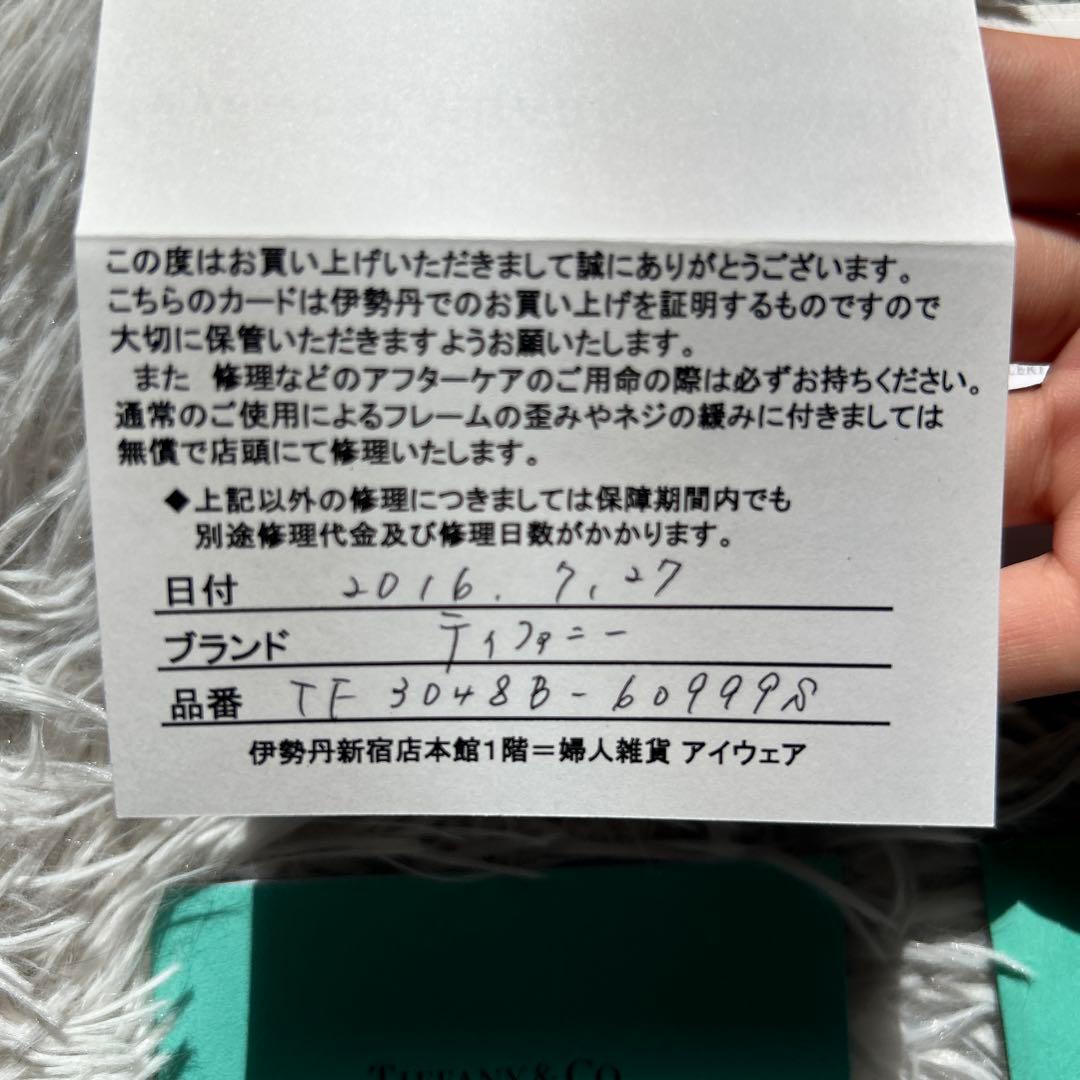 この度はお買い上げいただきまして誠にありがとうございます。
こちらのカードは伊勢丹でのお買い上げを証明するものですので
大切に保管いただきますようお願いいたします。
また 修理などのアフターケアのご用命の際は必ずお持ちください。
通常のご使用によるフレームの歪みやネジの緩みに付きましては
無償で店頭にて修理いたします。
◆上記以外の修理につきましては保障期間内でも
別途修理代金及び修理日数がかかります。
日付 2016. 7. 27
ブランド ティファニー
品番 TF 3048B-609999S
伊勢丹新宿店本館1階=婦人雑貨 アイウェア
TIFFANY & CO